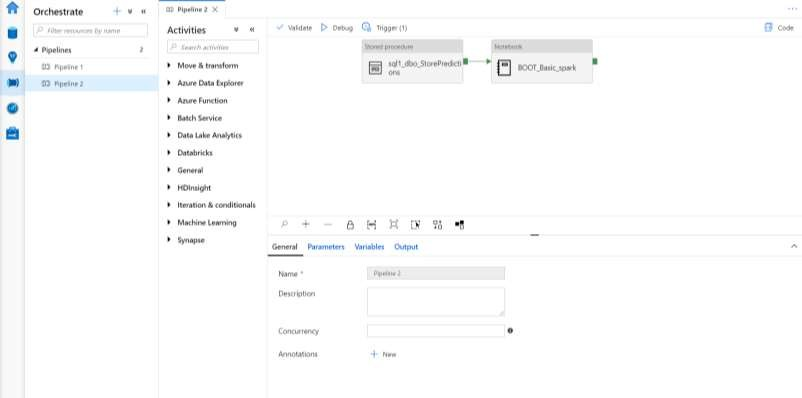 Orchestrate
Filter resources by name
Pipelines 2
Pipeline 1
Pipeline 2
Pipeline 2
Activities
Search activities
Move & transform
Azure Data Explorer
Azure Function
Batch Service
Data Lake Analytics
Databricks
General
HDInsight
Iteration & conditionals
Machine Learning
Synapse
Validate Debug Trigger (1) Code
Stored procedure
sql1_dbo_StorePredicti
ons
Notebook
BOOT_Basic_spark
General Parameters Variables Output
Name *
Pipeline 2
Description
Concurrency
Annotations
New